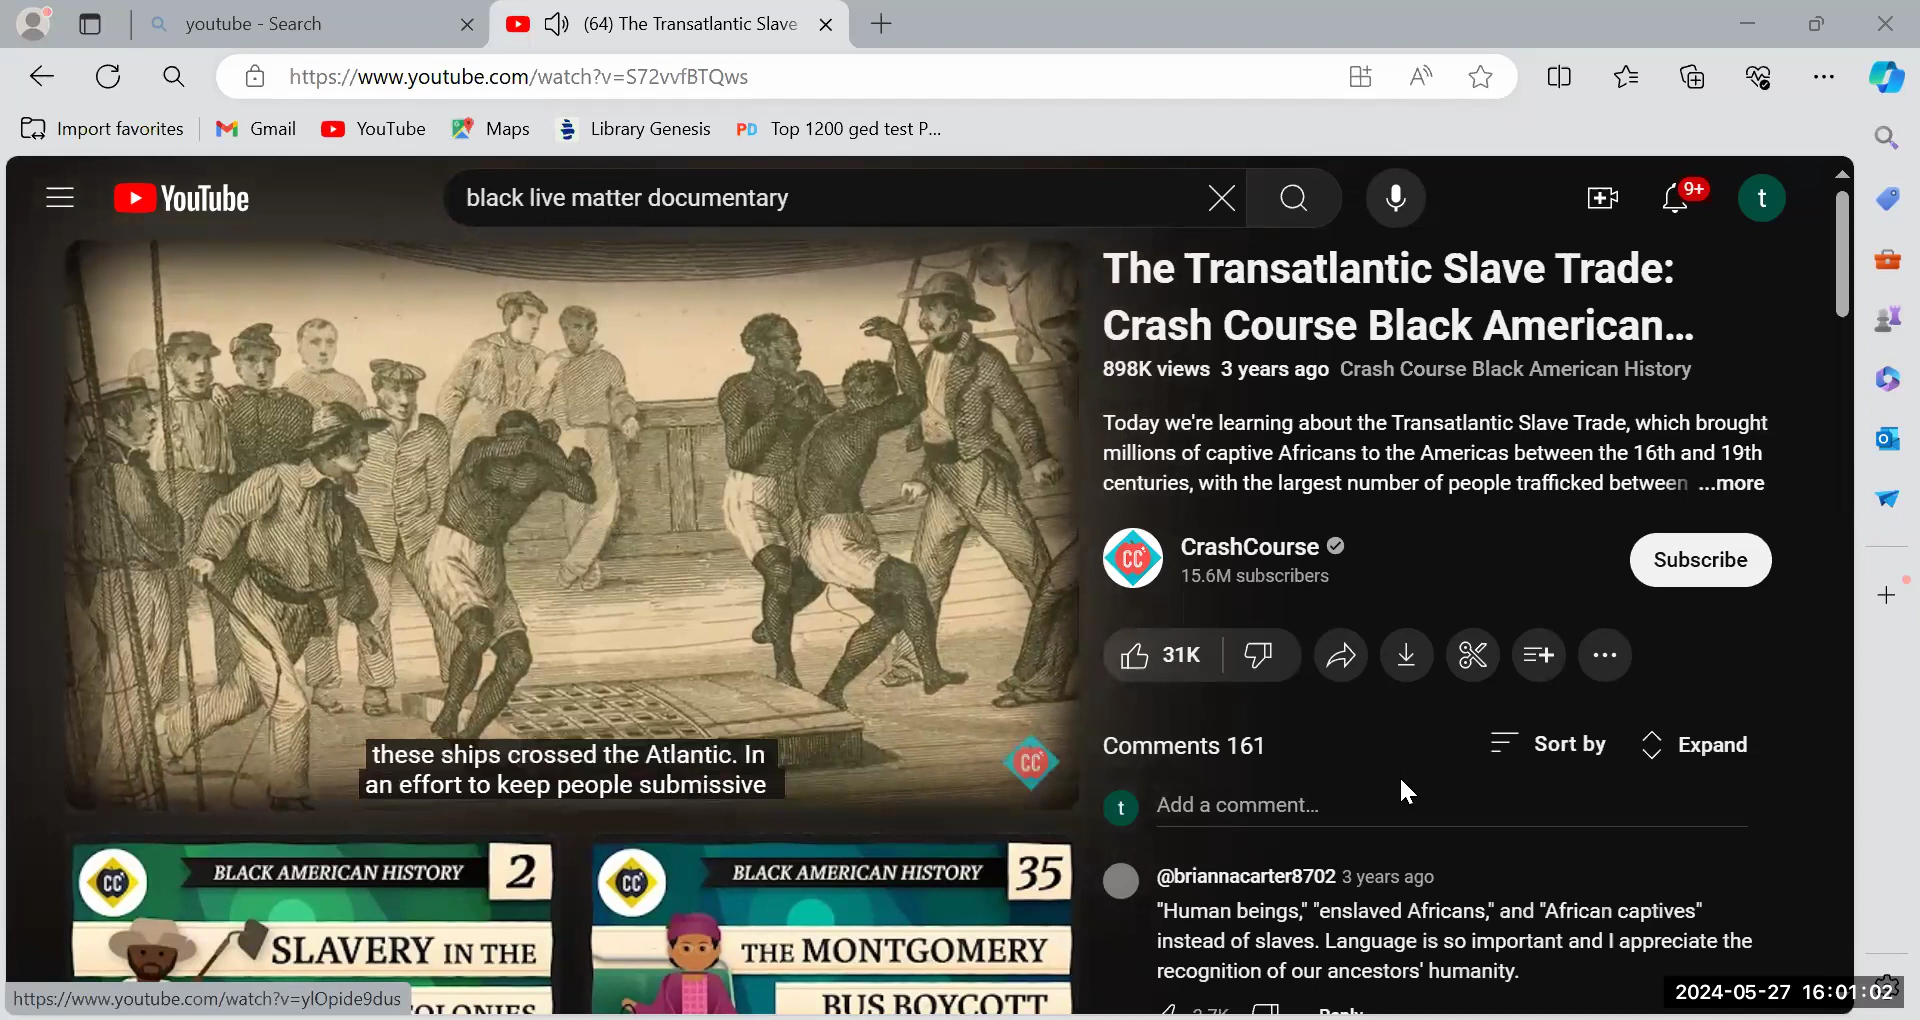 youtube - Search
(64) The Transatlantic Slave
https://www.youtube.com/watch?v=S72vvfBTQws
Import favorites
Gmail
YouTube
Maps
Library Genesis
PD Top 1200 ged test P...
YouTube
black live matter documentary
9+
t
The Transatlantic Slave Trade:
Crash Course Black American...
898K views 3 years ago Crash Course Black American History
Today we're learning about the Transatlantic Slave Trade, which brought
millions of captive Africans to the Americas between the 16th and 19th
centuries, with the largest number of people trafficked between ...more
CC
CrashCourse
15.6M subscribers
Subscribe
31K
these ships crossed the Atlantic. In
an effort to keep people submissive
CC
Comments 161
Sort by
Expand
t
Add a comment...
@briannacarter8702 3 years ago
"Human beings," "enslaved Africans," and "African captives"
instead of slaves. Language is so important and I appreciate the
recognition of our ancestors' humanity.
Reply
CC
BLACK AMERICAN HISTORY
2
SLAVERY IN THE
COLONIES
CC
BLACK AMERICAN HISTORY
35
THE MONTGOMERY
BUS BOYCOTT
https://www.youtube.com/watch?v=ylOpide9dus
2024-05-27 16:01:02